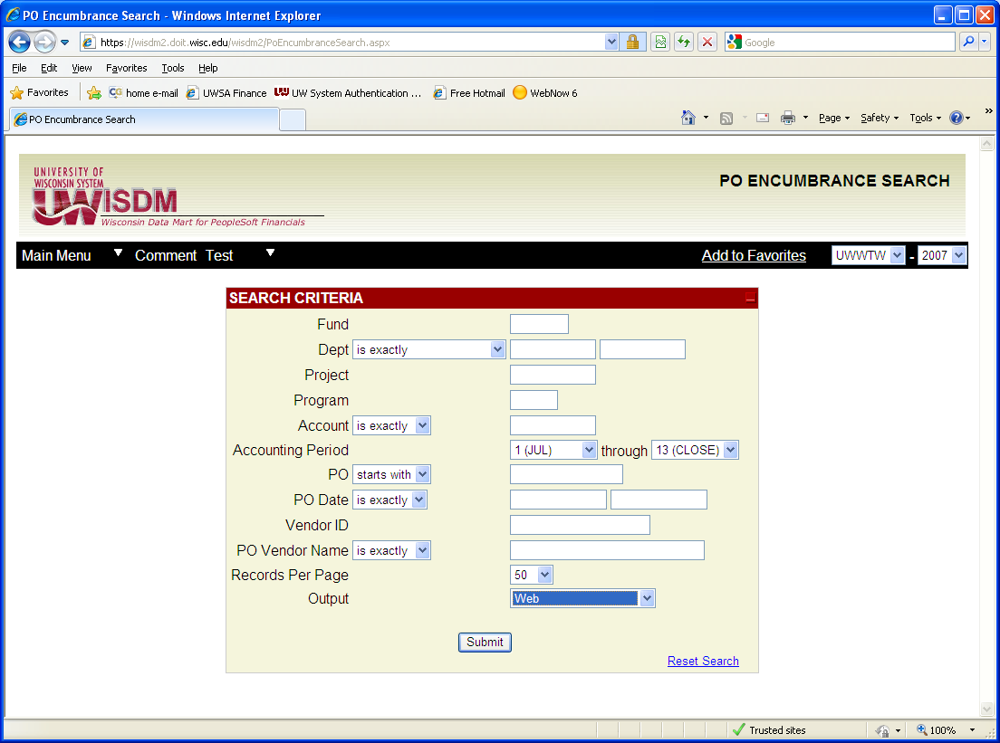 PO Encumbrance Search - Windows Internet Explorer
https://wisdm2.doit.wisc.edu/wisdm2/PoEncumbranceSearch.aspx
Google
File Edit View Favorites Tools Help
Favorites home e-mail UWSA Finance UW System Authentication ... Free Hotmail WebNow 6
PO Encumbrance Search
Page Safety Tools
UNIVERSITY OF
WISCONSIN SYSTEM
UWISDM
Wisconsin Data Mart for PeopleSoft Financials
PO ENCUMBRANCE SEARCH
Main Menu Comment Test Add to Favorites UWWTW - 2007
SEARCH CRITERIA
Fund
Dept is exactly
Project
Program
Account is exactly
Accounting Period 1 (JUL) through 13 (CLOSE)
PO starts with
PO Date is exactly
Vendor ID
PO Vendor Name is exactly
Records Per Page 50
Output Web
Submit
Reset Search
Trusted sites 100%